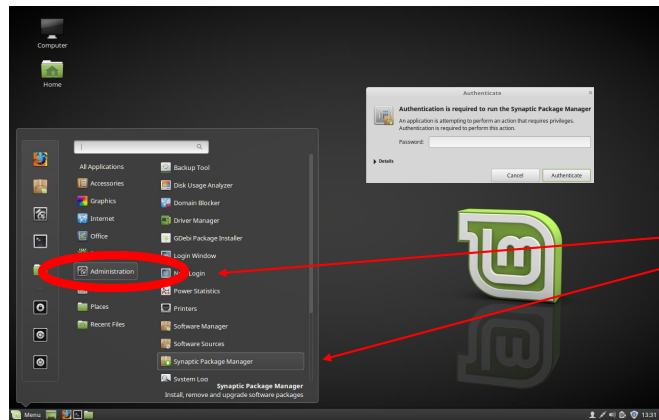 Computer
Home
Authenticate
Authentication is required to run the Synaptic Package Manager
An application is attempting to perform an action that requires privileges.
Authentication is required to perform this action.
Password:
Details
Cancel
Authenticate
All Applications
Accessories
Graphics
Internet
Office
Administration
Places
Recent Files
Backup Tool
Disk Usage Analyzer
Domain Blocker
Driver Manager
GDebi Package Installer
Login Window
Login
Power Statistics
Printers
Software Manager
Software Sources
Synaptic Package Manager
System Log
Synaptic Package Manager
Install, remove and upgrade software packages
Menu
13:31